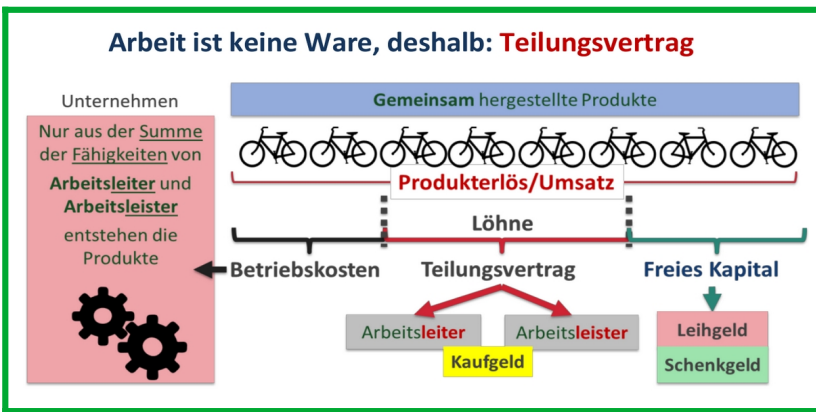 Arbeit ist keine Ware, deshalb: Teilungsvertrag
Unternehmen
Nur aus der Summe
der Fähigkeiten von
Arbeitsleiter und
Arbeitsleister
entstehen die
Produkte
Gemeinsam hergestellte Produkte
Produkterlös/Umsatz
Löhne
Betriebskosten
Teilungsvertrag
Freies Kapital
Arbeitsleiter
Arbeitsleister
Kaufgeld
Leihgeld
Schenkgeld